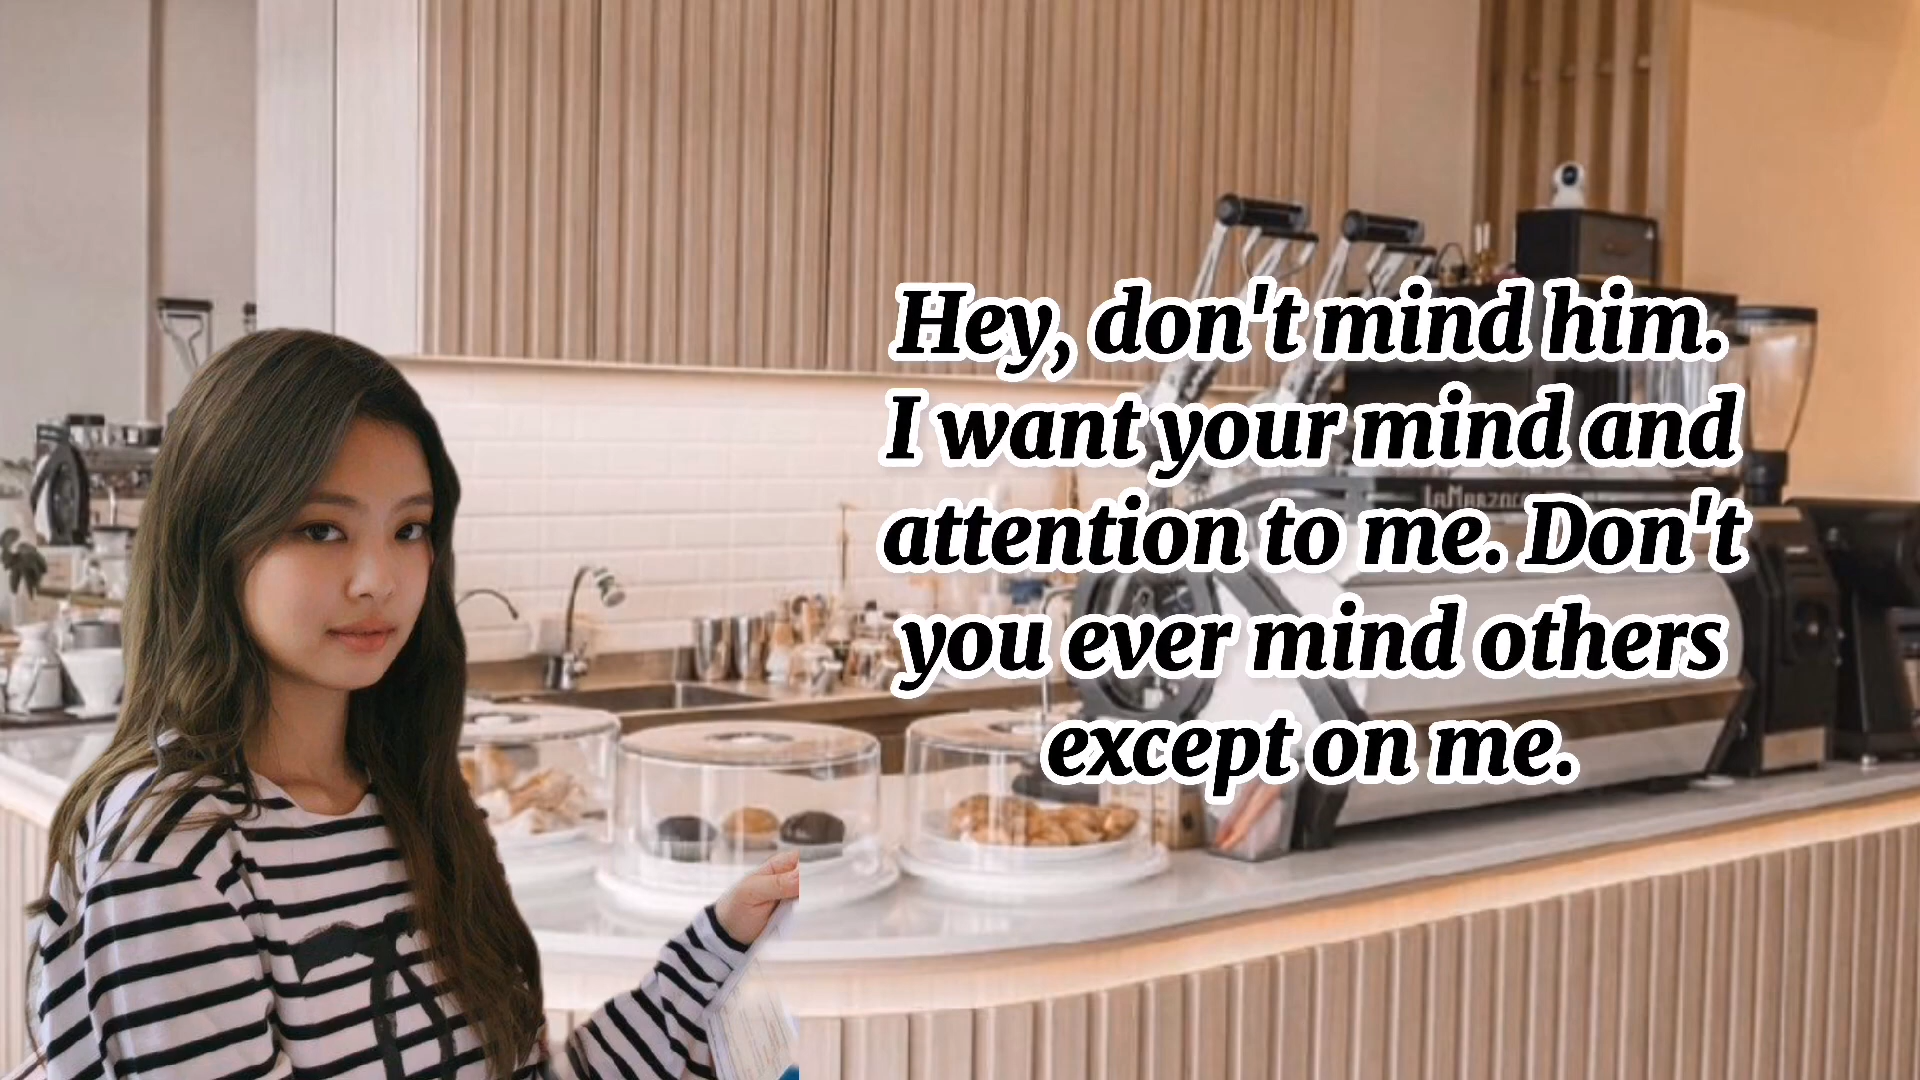 Hey, don't mind him.
I want your mind and
attention to me. Don't
you ever mind others
except on me.